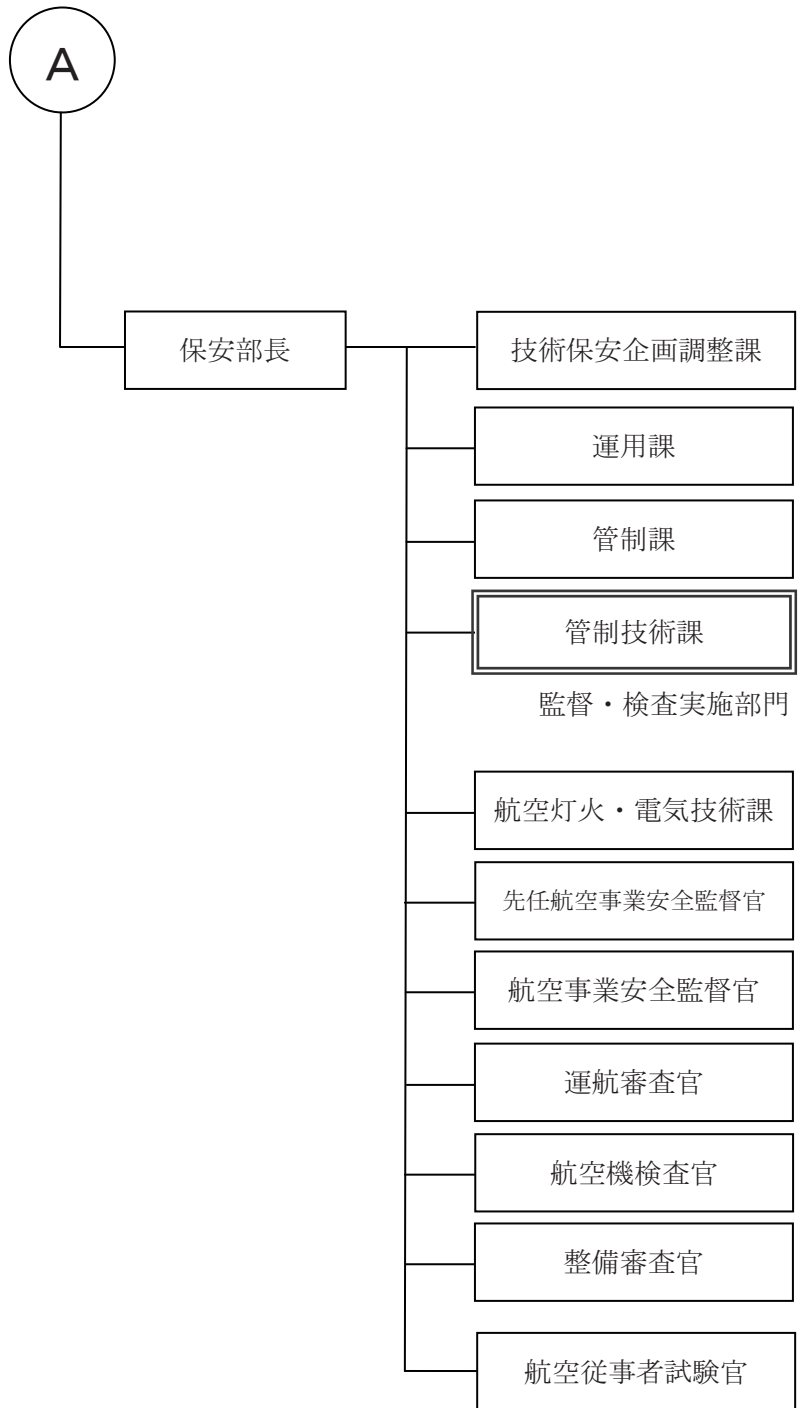 A
保安部長
技術保安企画調整課
運用課
管制課
管制技術課
監督・検査実施部門
航空灯火・電気技術課
先任航空事業安全監督官
航空事業安全監督官
運航審査官
航空機検査官
整備審査官
航空従事者試験官